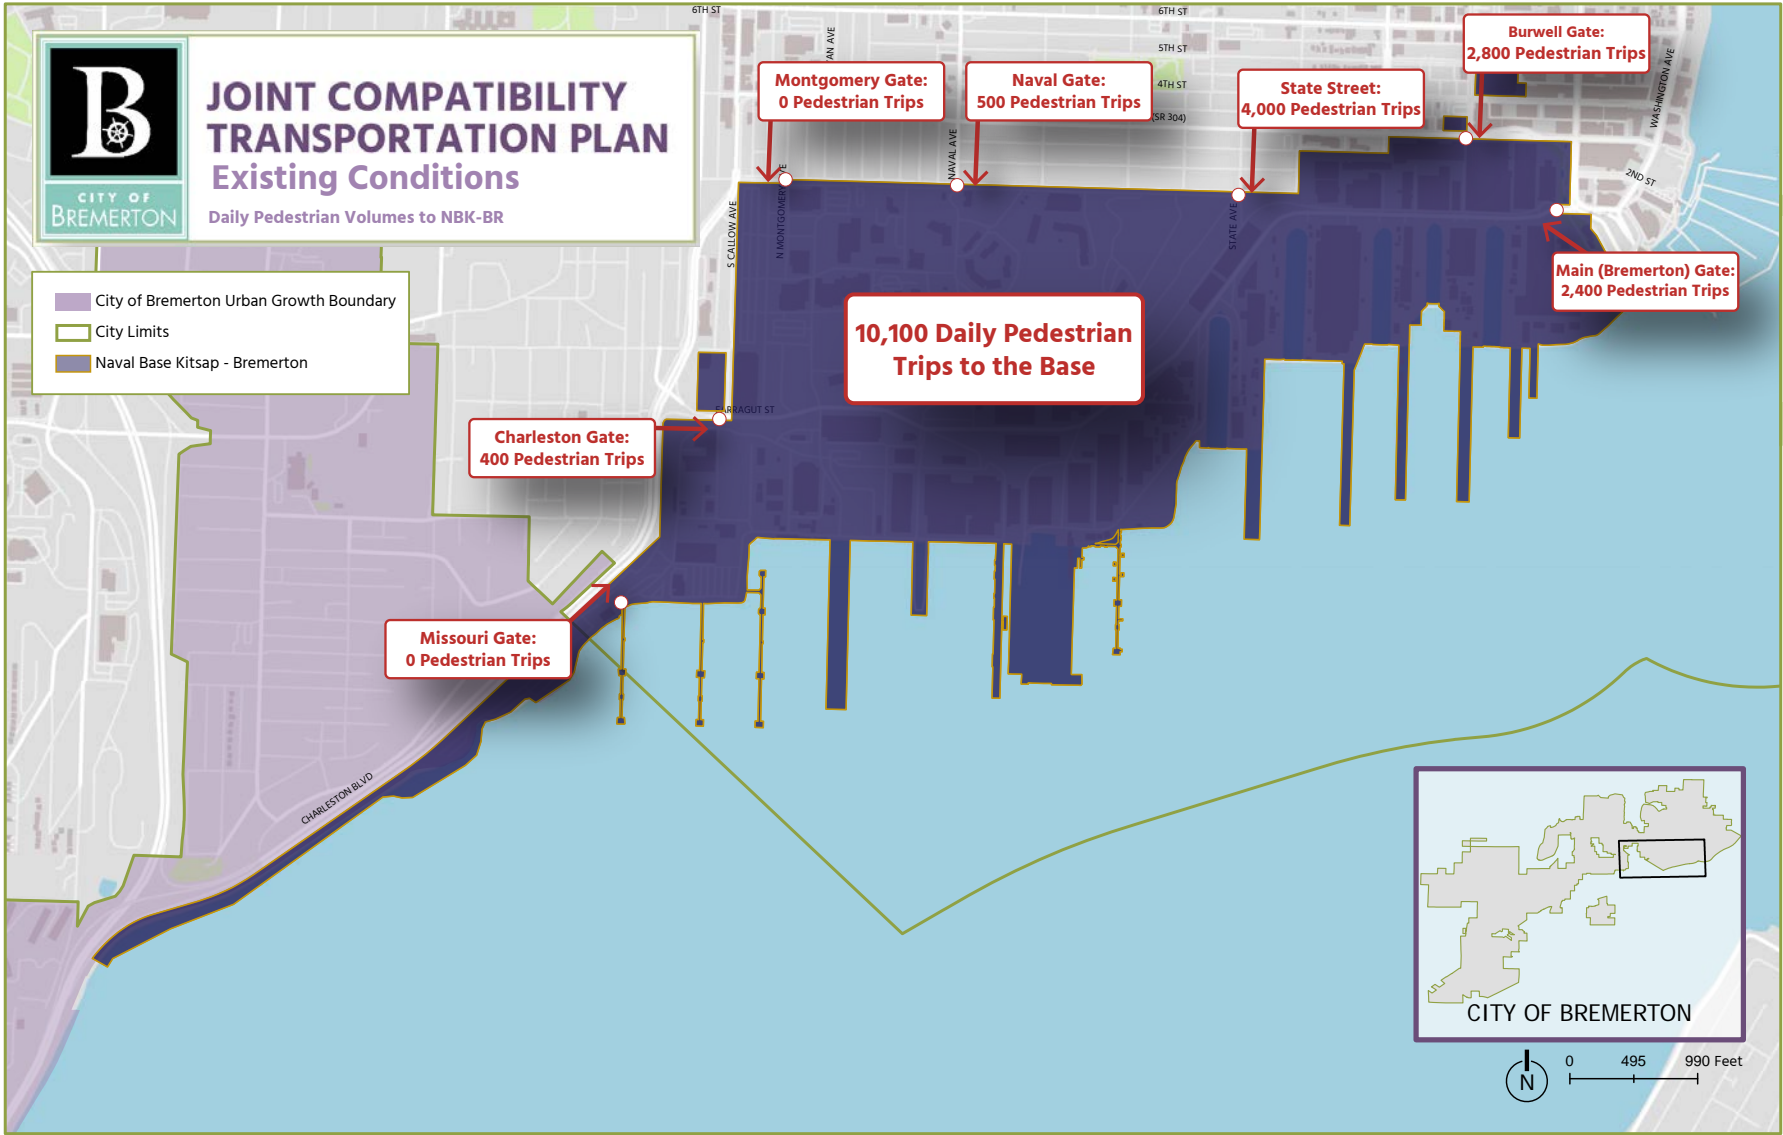 B
CITY OF
BREMERTON
JOINT COMPATIBILITY
TRANSPORTATION PLAN
Existing Conditions
Daily Pedestrian Volumes to NBK-BR
City of Bremerton Urban Growth Boundary
City Limits
Naval Base Kitsap - Bremerton
6TH ST
6TH ST
5TH ST
4TH ST
(SR 304)
WASHINGTON AVE
2ND ST
NAVAL AVE
S CALLOW AVE
STATE AVE
CHARLESTON BLVD
Montgomery Gate:
0 Pedestrian Trips
Naval Gate:
500 Pedestrian Trips
State Street:
4,000 Pedestrian Trips
Burwell Gate:
2,800 Pedestrian Trips
Main (Bremerton) Gate:
2,400 Pedestrian Trips
10,100 Daily Pedestrian
Trips to the Base
Charleston Gate:
400 Pedestrian Trips
Missouri Gate:
0 Pedestrian Trips
CITY OF BREMERTON
N
0 495 990 Feet